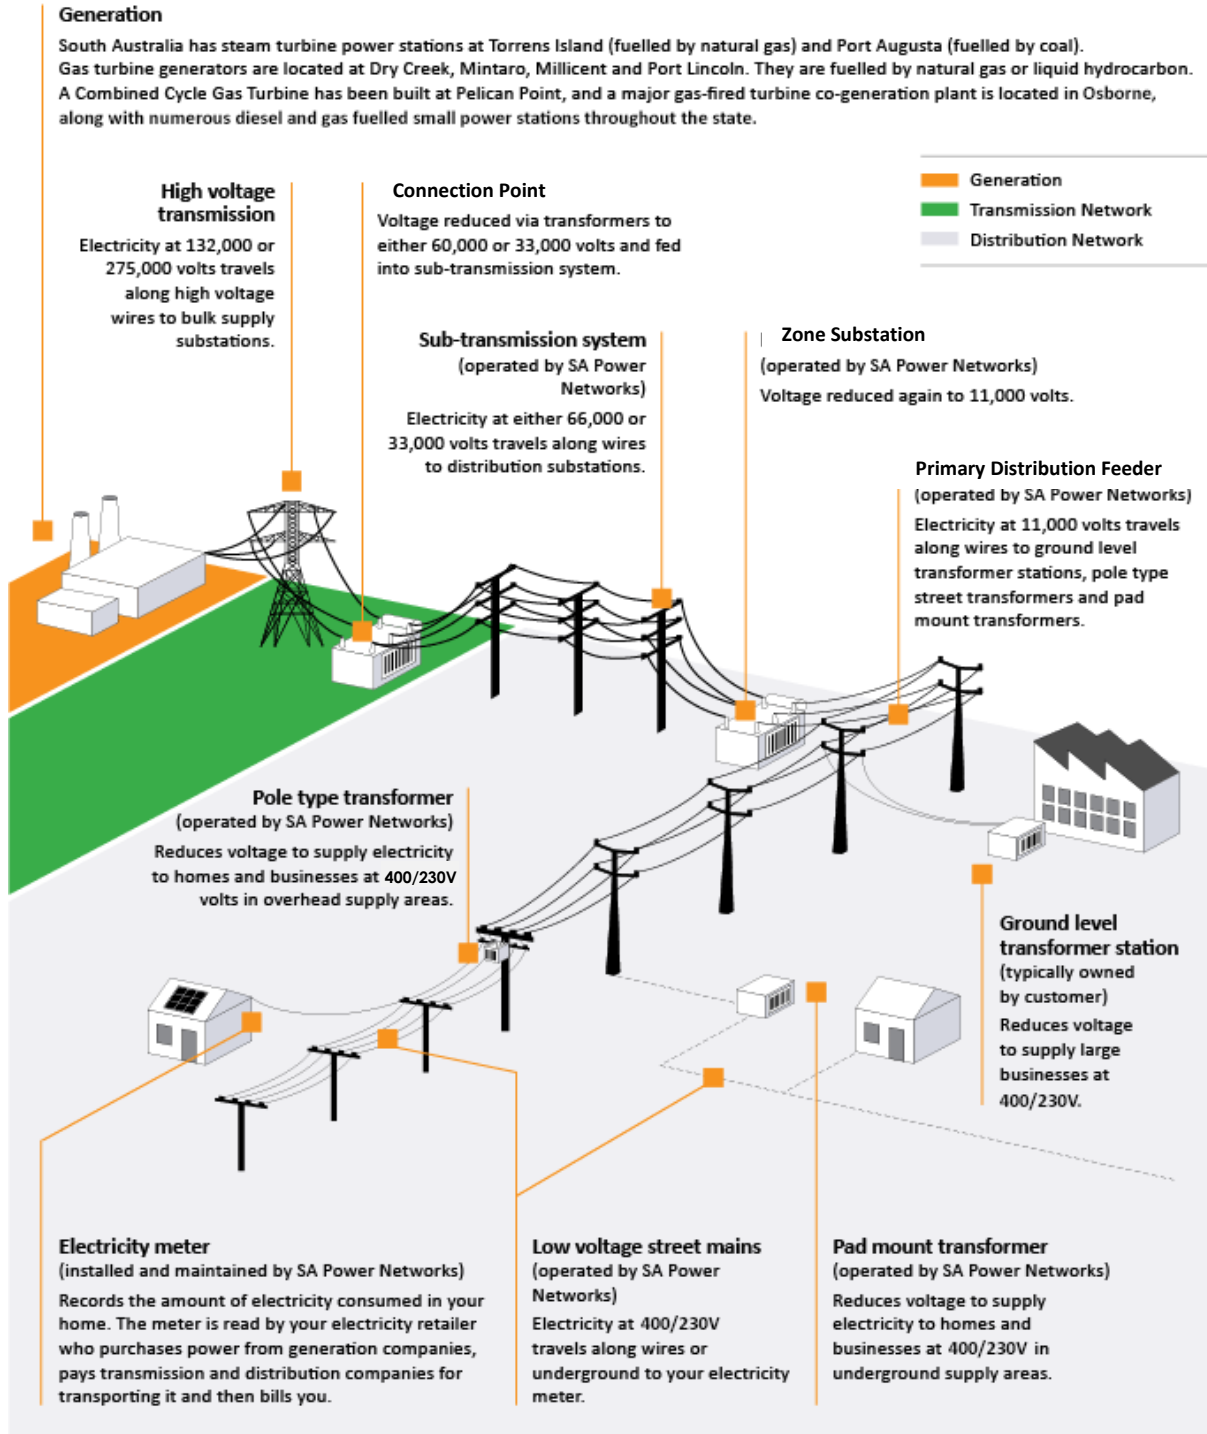 Generation
South Australia has steam turbine power stations at Torrens Island (fuelled by natural gas) and Port Augusta (fuelled by coal).
Gas turbine generators are located at Dry Creek, Mintaro, Millicent and Port Lincoln. They are fuelled by natural gas or liquid hydrocarbon.
A Combined Cycle Gas Turbine has been built at Pelican Point, and a major gas-fired turbine co-generation plant is located in Osborne,
along with numerous diesel and gas fuelled small power stations throughout the state.
High voltage
transmission
Electricity at 132,000 or
275,000 volts travels
along high voltage
wires to bulk supply
substations.
Connection Point
Voltage reduced via transformers to
either 60,000 or 33,000 volts and fed
into sub-transmission system.
Generation
Transmission Network
Distribution Network
Sub-transmission system
(operated by SA Power
Networks)
Electricity at either 66,000 or
33,000 volts travels along wires
to distribution substations.
Zone Substation
(operated by SA Power Networks)
Voltage reduced again to 11,000 volts.
Primary Distribution Feeder
(operated by SA Power Networks)
Electricity at 11,000 volts travels
along wires to ground level
transformer stations, pole type
street transformers and pad
mount transformers.
Pole type transformer
(operated by SA Power Networks)
Reduces voltage to supply electricity
to homes and businesses at 400/230V
volts in overhead supply areas.
Ground level
transformer station
(typically owned
by customer)
Reduces voltage
to supply large
businesses at
400/230V.
Electricity meter
(installed and maintained by SA Power Networks)
Records the amount of electricity consumed in your
home. The meter is read by your electricity retailer
who purchases power from generation companies,
pays transmission and distribution companies for
transporting it and then bills you.
Low voltage street mains
(operated by SA Power
Networks)
Electricity at 400/230V
travels along wires or
underground to your electricity
meter.
Pad mount transformer
(operated by SA Power Networks)
Reduces voltage to supply
electricity to homes and
businesses at 400/230V in
underground supply areas.